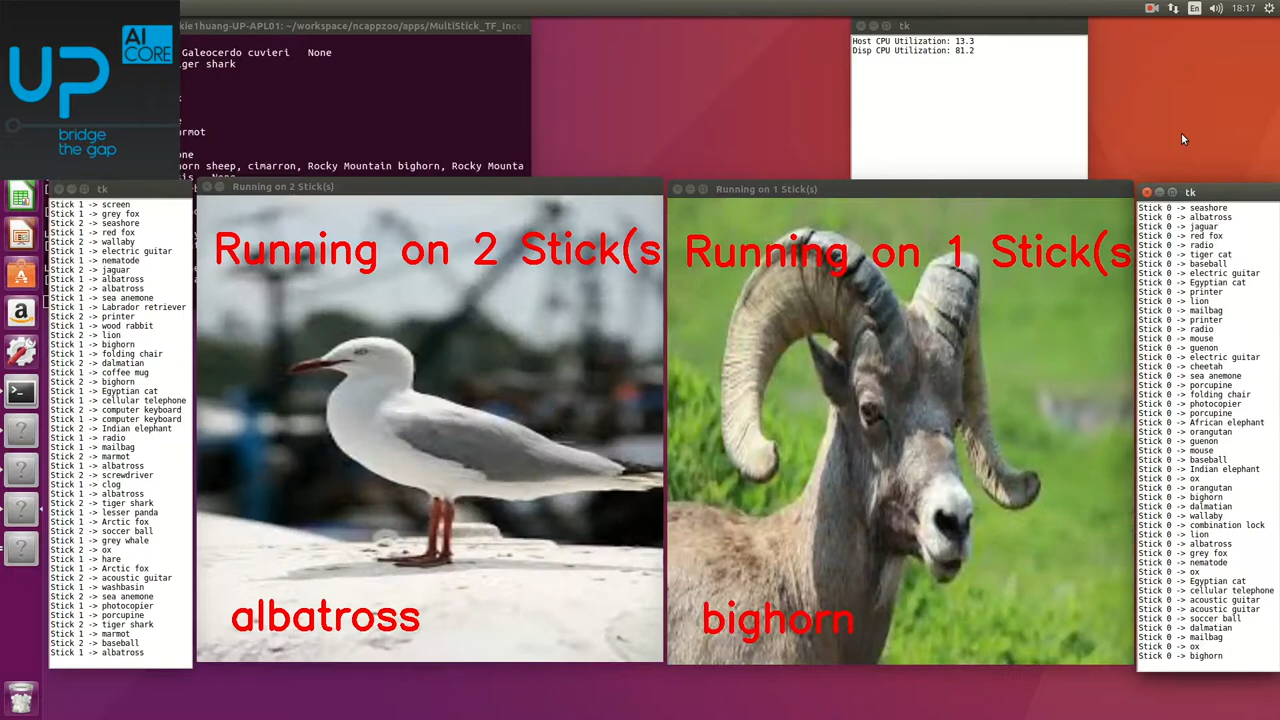 kie1huang-UP-APL01: ~/workspace/ncappzoo/apps/MultiStick_TF_Ince
En
18:17
AI
CORE
UP
bridge
the gap
Galeocerdo cuvieri None
ger shark
armot
one
orn sheep, cimarron, Rocky Mountain bighorn, Rocky Mounta
tk
Host CPU Utilization: 13.3
Disp CPU Utilization: 81.2
tk
Stick 1 -> screen
Stick 1 -> grey fox
Stick 2 -> seashore
Stick 1 -> red fox
Stick 2 -> wallaby
Stick 1 -> electric guitar
Stick 1 -> nematode
Stick 2 -> jaguar
Stick 1 -> albatross
Stick 2 -> albatross
Stick 1 -> sea anemone
Stick 1 -> Labrador retriever
Stick 2 -> printer
Stick 1 -> wood rabbit
Stick 2 -> lion
Stick 1 -> bighorn
Stick 1 -> folding chair
Stick 2 -> dalmatian
Stick 1 -> coffee mug
Stick 2 -> bighorn
Stick 1 -> Egyptian cat
Stick 1 -> cellular telephone
Stick 2 -> computer keyboard
Stick 1 -> computer keyboard
Stick 2 -> Indian elephant
Stick 1 -> radio
Stick 1 -> mailbag
Stick 2 -> marmot
Stick 1 -> albatross
Stick 2 -> screwdriver
Stick 1 -> clog
Stick 1 -> albatross
Stick 2 -> tiger shark
Stick 1 -> lesser panda
Stick 1 -> Arctic fox
Stick 2 -> soccer ball
Stick 1 -> grey whale
Stick 2 -> ox
Stick 1 -> hare
Stick 1 -> Arctic fox
Stick 2 -> acoustic guitar
Stick 1 -> washbasin
Stick 2 -> sea anemone
Stick 1 -> photocopier
Stick 1 -> porcupine
Stick 2 -> tiger shark
Stick 1 -> marmot
Stick 2 -> baseball
Stick 1 -> albatross
Running on 2 Stick(s)
Running on 2 Stick(s
albatross
Running on 1 Stick(s)
Running on 1 Stick(s
bighorn
tk
Stick 0 -> seashore
Stick 0 -> albatross
Stick 0 -> jaguar
Stick 0 -> red fox
Stick 0 -> radio
Stick 0 -> tiger cat
Stick 0 -> baseball
Stick 0 -> electric guitar
Stick 0 -> Egyptian cat
Stick 0 -> printer
Stick 0 -> lion
Stick 0 -> mailbag
Stick 0 -> printer
Stick 0 -> radio
Stick 0 -> mouse
Stick 0 -> guenon
Stick 0 -> electric guitar
Stick 0 -> cheetah
Stick 0 -> sea anemone
Stick 0 -> porcupine
Stick 0 -> folding chair
Stick 0 -> photocopier
Stick 0 -> porcupine
Stick 0 -> African elephant
Stick 0 -> orangutan
Stick 0 -> guenon
Stick 0 -> mouse
Stick 0 -> baseball
Stick 0 -> Indian elephant
Stick 0 -> ox
Stick 0 -> orangutan
Stick 0 -> bighorn
Stick 0 -> dalmatian
Stick 0 -> wallaby
Stick 0 -> combination lock
Stick 0 -> lion
Stick 0 -> albatross
Stick 0 -> grey fox
Stick 0 -> nematode
Stick 0 -> ox
Stick 0 -> Egyptian cat
Stick 0 -> cellular telephone
Stick 0 -> acoustic guitar
Stick 0 -> acoustic guitar
Stick 0 -> soccer ball
Stick 0 -> dalmatian
Stick 0 -> mailbag
Stick 0 -> ox
Stick 0 -> bighorn